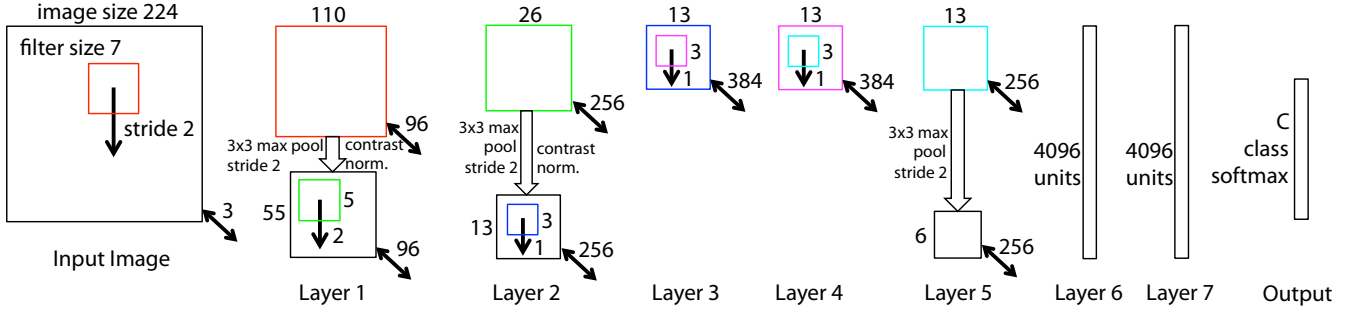 image size 224
filter size 7
stride 2
3
Input Image
110
96
3x3 max pool
stride 2
contrast
norm.
55
5
2
96
Layer 1
26
256
3x3 max
pool
stride 2
contrast
norm.
13
3
1
256
Layer 2
13
3
1
384
Layer 3
13
3
1
384
Layer 4
13
256
3x3 max
pool
stride 2
6
256
Layer 5
4096
units
Layer 6
4096
units
Layer 7
C
class
softmax
Output